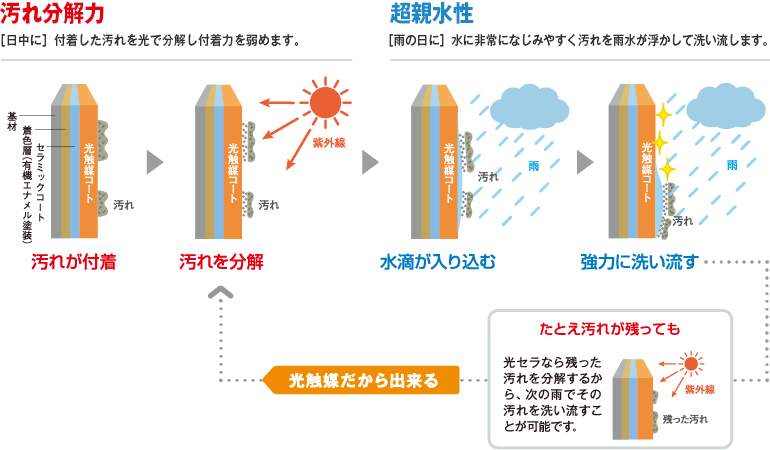 汚れ分解力
[日中に] 付着した汚れを光で分解し付着力を弱めます。
超親水性
[雨の日に] 水に非常になじみやすく汚れを雨水が浮かして洗い流します。
基材
着色層(有機エナメル塗装)
セラミックコート
光触媒コート
汚れ
汚れが付着
光触媒コート
紫外線
汚れ
汚れを分解
光触媒コート
雨
汚れ
水滴が入り込む
光触媒コート
雨
汚れ
強力に洗い流す
光触媒だから出来る
たとえ汚れが残っても
光セラなら残った
汚れを分解するか
ら、次の雨でその
汚れを洗い流すこ
とが可能です。
紫外線
残った汚れ